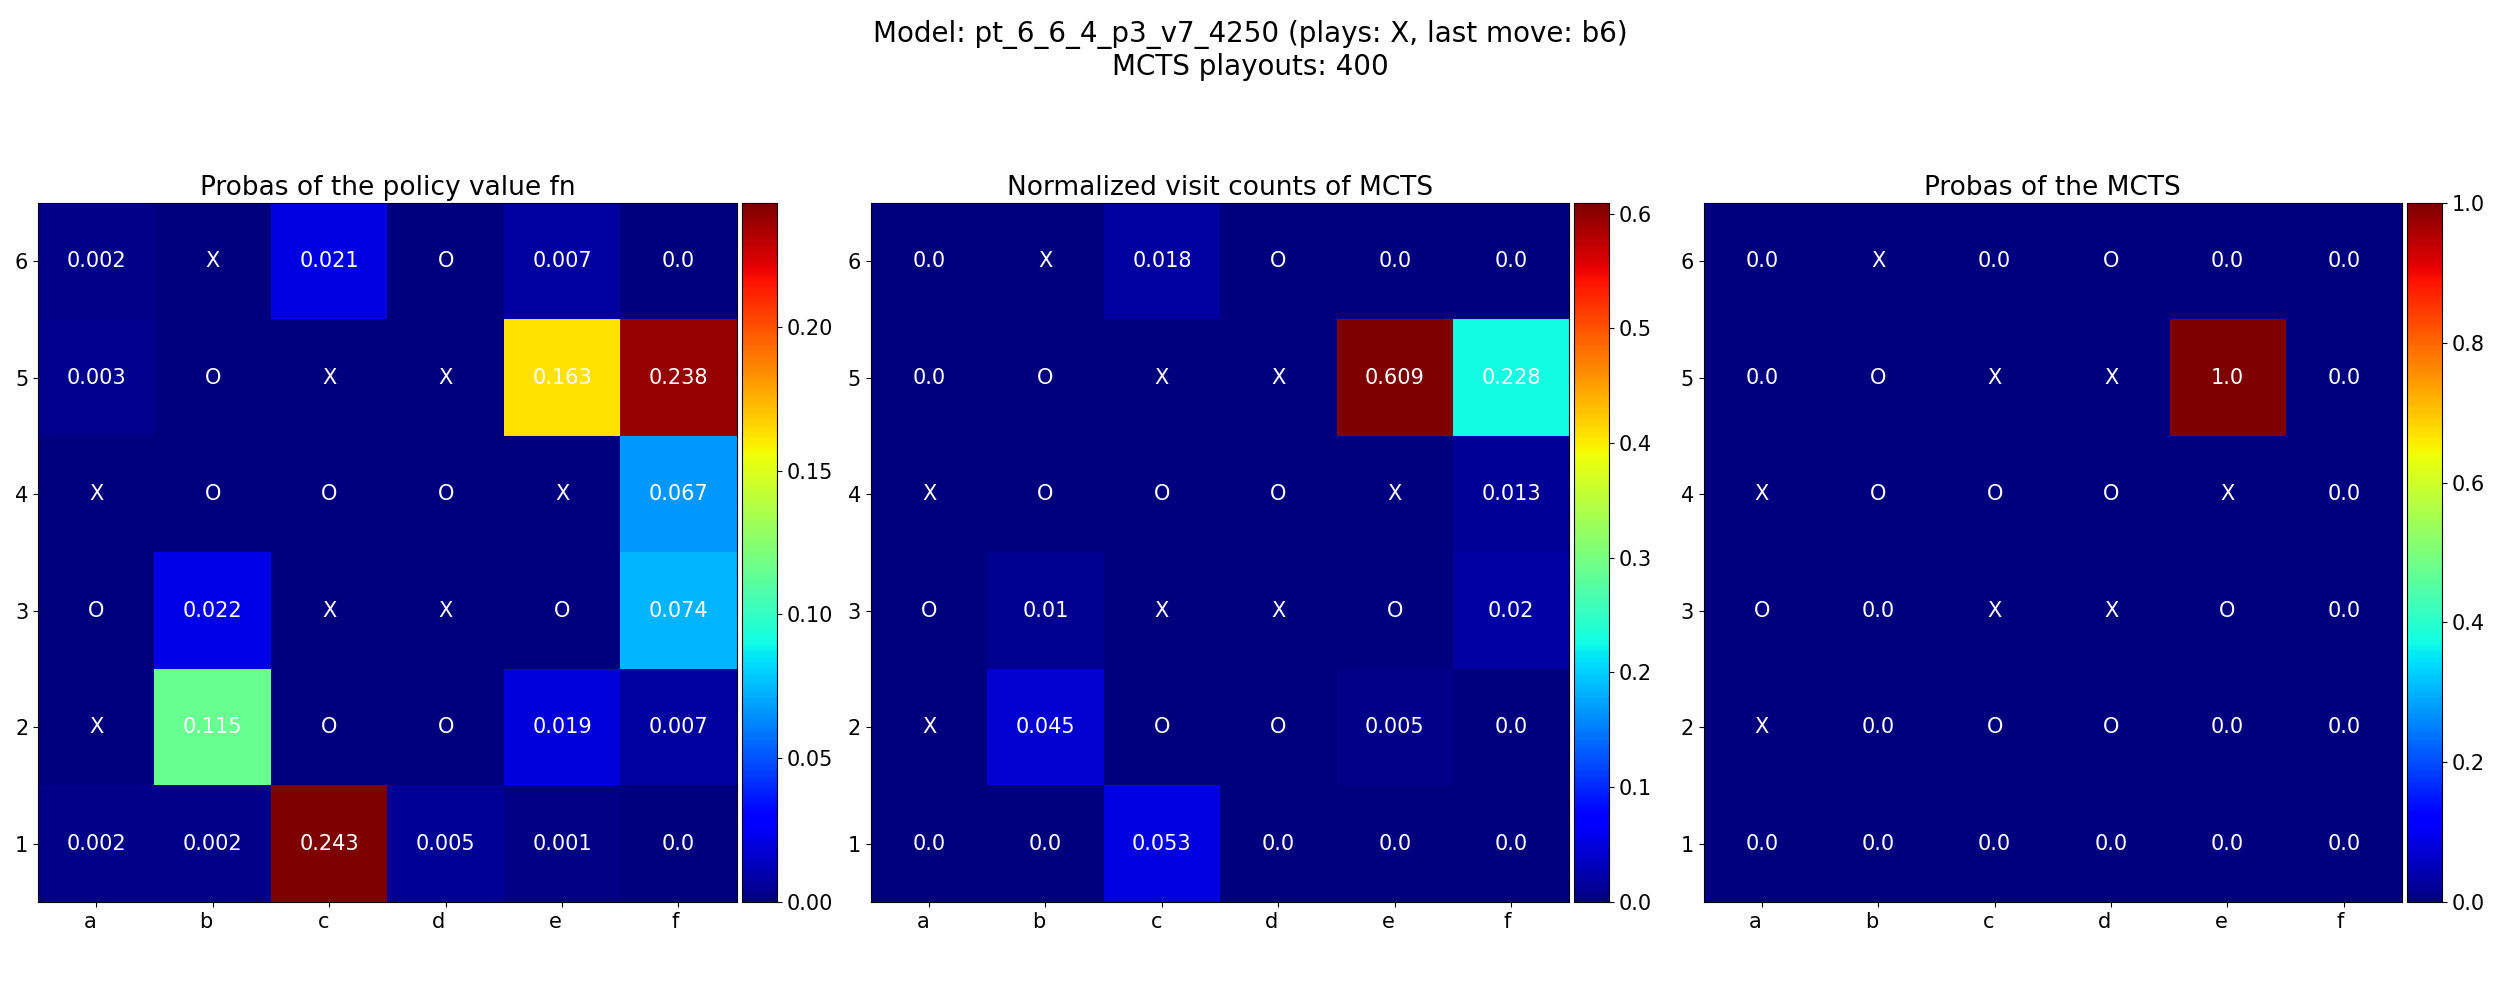 Model: pt_6_6_4_p3_v7_4250 (plays: X, last move: b6)
MCTS playouts: 400
Probas of the policy value fn
6 0.002 X 0.021 O 0.007 0.0
5 0.003 O X X 0.163 0.238
4 X O O O X 0.067
3 O 0.022 X X O 0.074
2 X 0.115 O O 0.019 0.007
1 0.002 0.002 0.243 0.005 0.001 0.0
a b c d e f
0.20
0.15
0.10
0.05
0.00
Normalized visit counts of MCTS
6 0.0 X 0.018 O 0.0 0.0
5 0.0 O X X 0.609 0.228
4 X O O O X 0.013
3 O 0.01 X X O 0.02
2 X 0.045 O O 0.005 0.0
1 0.0 0.0 0.053 0.0 0.0 0.0
a b c d e f
0.6
0.5
0.4
0.3
0.2
0.1
0.0
Probas of the MCTS
6 0.0 X 0.0 O 0.0 0.0
5 0.0 O X X 1.0 0.0
4 X O O O X 0.0
3 O 0.0 X X O 0.0
2 X 0.0 O O 0.0 0.0
1 0.0 0.0 0.0 0.0 0.0 0.0
a b c d e f
1.0
0.8
0.6
0.4
0.2
0.0